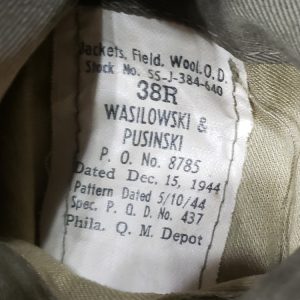 Jackets, Field, Wool, O.D.
Stock No. 55-J-384-640
38R
WASILOWSKI &
PUSINSKI
P. O. No. 8785
Dated Dec. 15, 1944
Pattern Dated 5/10/44
Spec. P. Q. D. No. 437
Phila. Q. M. Depot